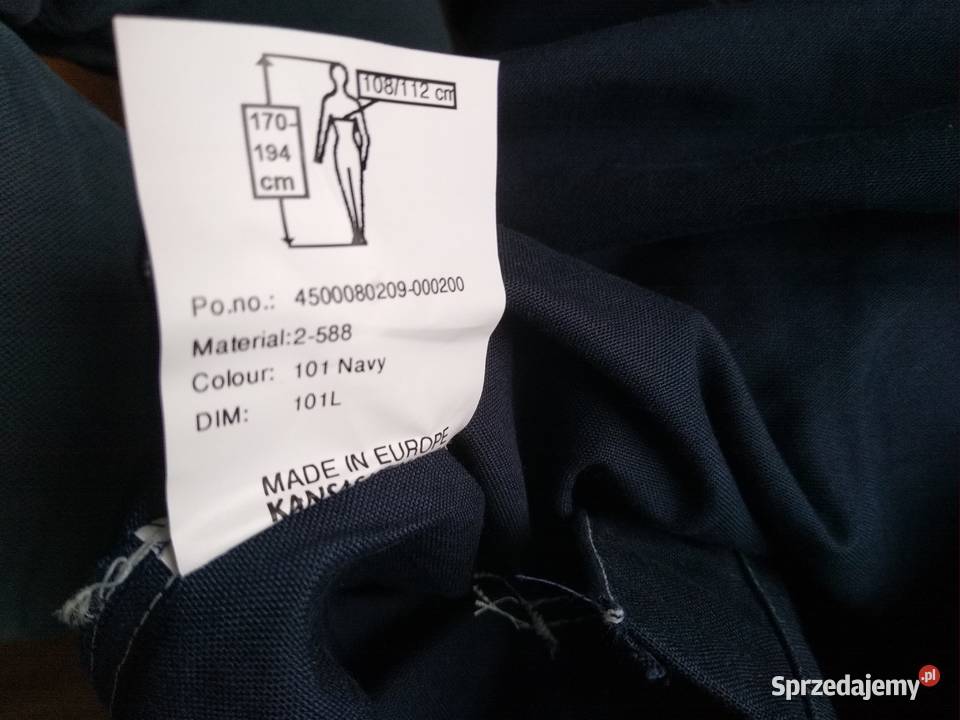 108/112 cm
170-
194
cm
Po.no.: 4500080209-000200
Material:2-588
Colour: 101 Navy
DIM: 101L
MADE IN EUROPE
KANSAS
Sprzedajemy.pl